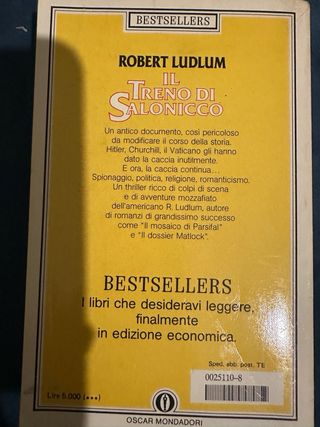 BESTSELLERS
ROBERT LUDLUM
IL
TRENO DI
SALONICCO
Un antico documento, così pericoloso
da modificare il corso della storia.
Hitler, Churchill, il Vaticano gli hanno
dato la caccia inutilmente.
E ora, la caccia continua...
Spionaggio, politica, religione, romanticismo.
Un thriller ricco di colpi di scena
e di avventure mozzafiato
dell'americano R. Ludlum, autore
di romanzi di grandissimo successo
come "Il mosaico di Parsifal"
e "Il dossier Matlock".
BESTSELLERS
I libri che desideravi leggere,
finalmente
in edizione economica.
Sped. abb. post. TE
0025110-8
Lire 5.000 (•••)
OSCAR MONDADORI